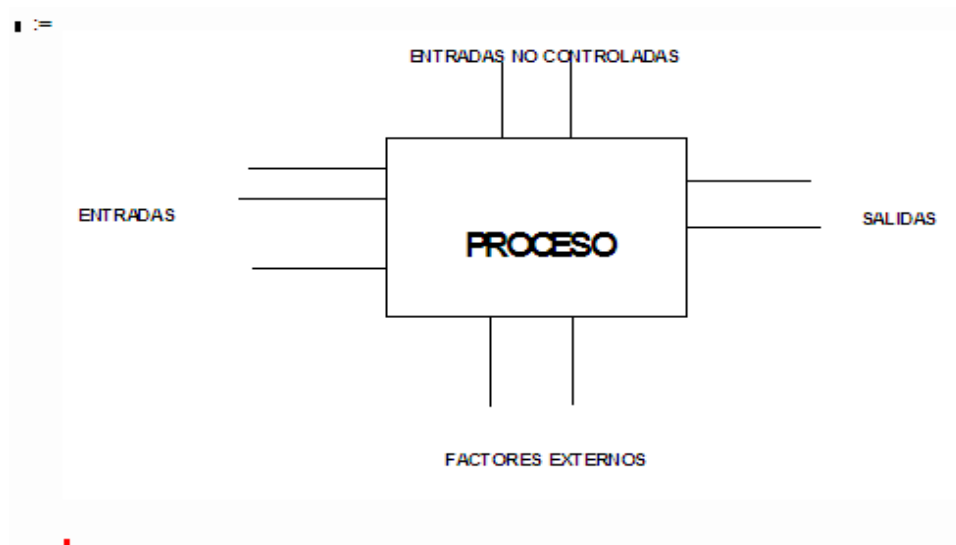 :=
ENTRADAS NO CONTROLADAS
ENTRADAS
SALIDAS
PROCESO
FACTORES EXTERNOS